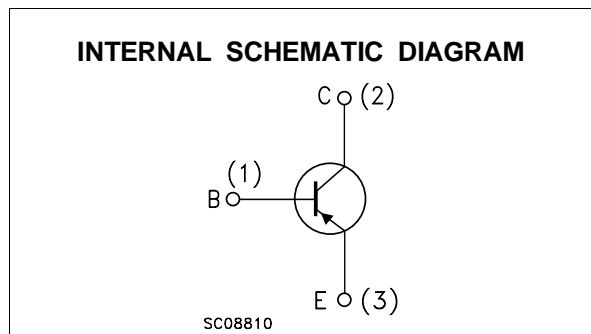 INTERNAL SCHEMATIC DIAGRAM
C (2)
(1)
B
E (3)
SC08810